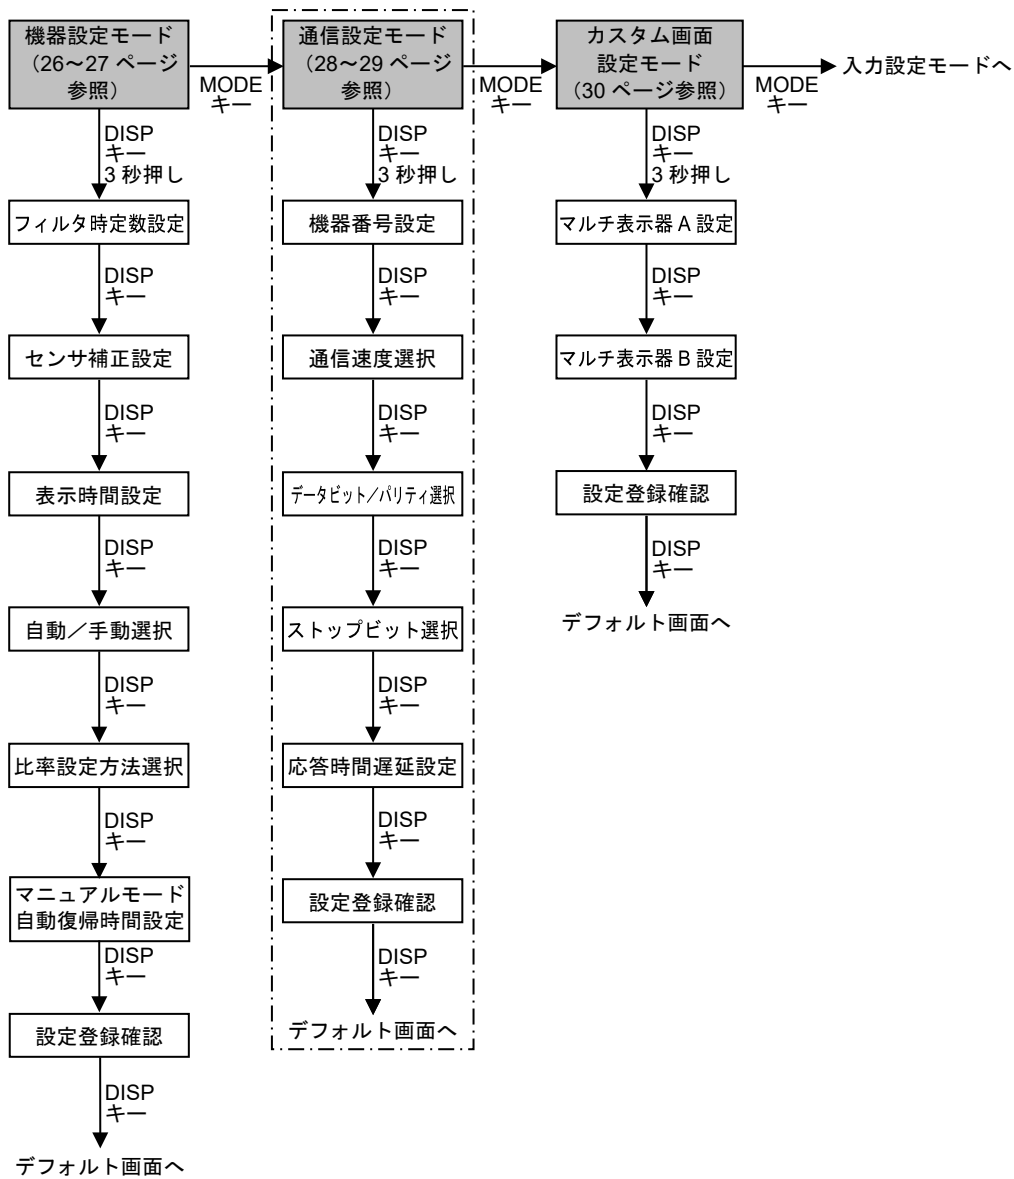 機器設定モード
（26～27 ページ
参照）
MODE
キー
通信設定モード
（28～29 ページ
参照）
MODE
キー
カスタム画面
設定モード
（30 ページ参照）
MODE
キー
入力設定モードへ
DISP
キー
3 秒押し
フィルタ時定数設定
DISP
キー
センサ補正設定
DISP
キー
表示時間設定
DISP
キー
自動／手動選択
DISP
キー
比率設定方法選択
DISP
キー
マニュアルモード
自動復帰時間設定
DISP
キー
設定登録確認
DISP
キー
デフォルト画面へ
DISP
キー
3 秒押し
機器番号設定
DISP
キー
通信速度選択
DISP
キー
データビット／パリティ選択
DISP
キー
ストップビット選択
DISP
キー
応答時間遅延設定
DISP
キー
設定登録確認
DISP
キー
デフォルト画面へ
DISP
キー
3 秒押し
マルチ表示器 A 設定
DISP
キー
マルチ表示器 B 設定
DISP
キー
設定登録確認
DISP
キー
デフォルト画面へ